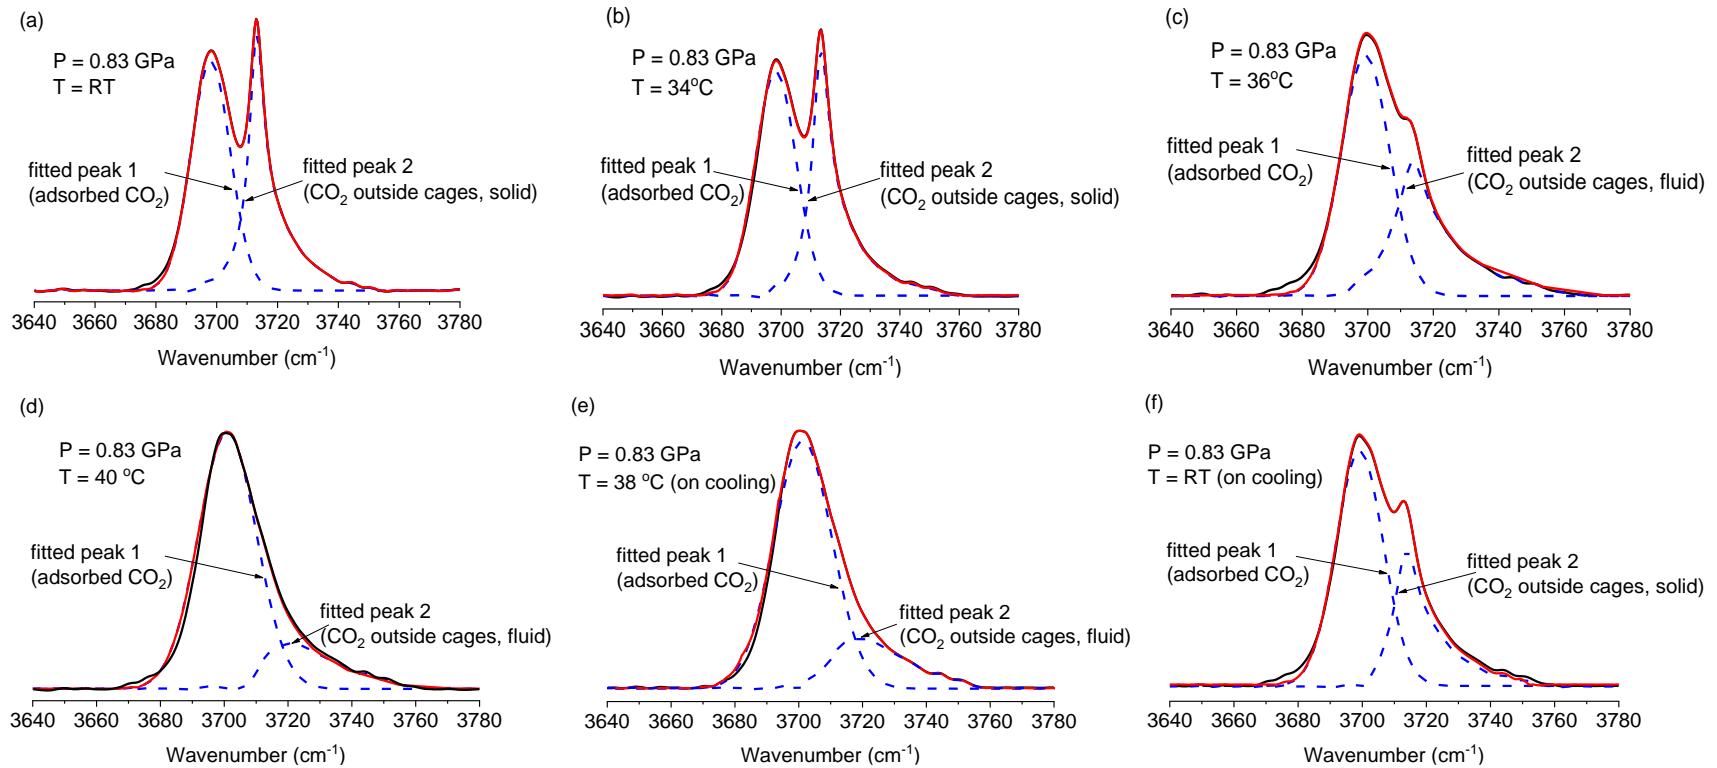 (a)
P = 0.83 GPa
T = RT
fitted peak 1
(adsorbed CO₂)
fitted peak 2
(CO₂ outside cages, solid)
3640 3660 3680 3700 3720 3740 3760 3780
Wavenumber (cm⁻¹)
(b)
P = 0.83 GPa
T = 34°C
fitted peak 1
(adsorbed CO₂)
fitted peak 2
(CO₂ outside cages, solid)
3640 3660 3680 3700 3720 3740 3760 3780
Wavenumber (cm⁻¹)
(c)
P = 0.83 GPa
T = 36°C
fitted peak 1
(adsorbed CO₂)
fitted peak 2
(CO₂ outside cages, fluid)
3640 3660 3680 3700 3720 3740 3760 3780
Wavenumber (cm⁻¹)
(d)
P = 0.83 GPa
T = 40 °C
fitted peak 1
(adsorbed CO₂)
fitted peak 2
(CO₂ outside cages, fluid)
3640 3660 3680 3700 3720 3740 3760 3780
Wavenumber (cm⁻¹)
(e)
P = 0.83 GPa
T = 38 °C (on cooling)
fitted peak 1
(adsorbed CO₂)
fitted peak 2
(CO₂ outside cages, fluid)
3640 3660 3680 3700 3720 3740 3760 3780
Wavenumber (cm⁻¹)
(f)
P = 0.83 GPa
T = RT (on cooling)
fitted peak 1
(adsorbed CO₂)
fitted peak 2
(CO₂ outside cages, solid)
3640 3660 3680 3700 3720 3740 3760 3780
Wavenumber (cm⁻¹)